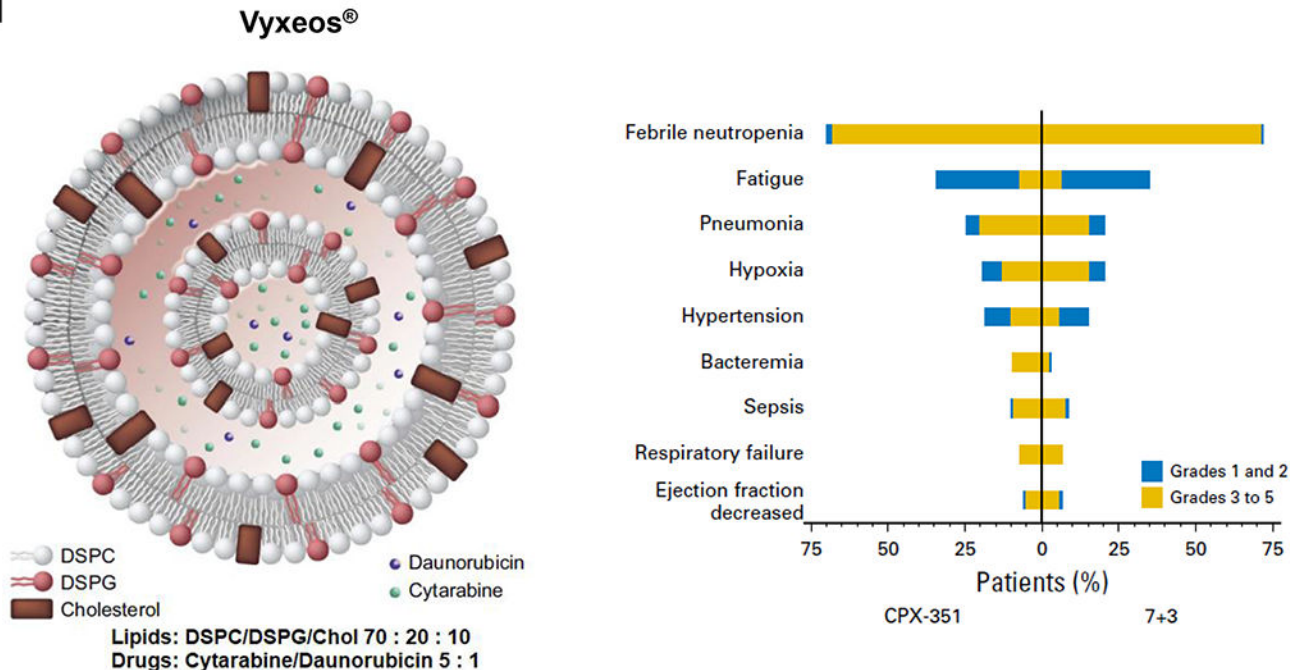 Vyxeos®
DSPC
DSPG
Cholesterol
Daunorubicin
Cytarabine
Lipids: DSPC/DSPG/Chol 70 : 20 : 10
Drugs: Cytarabine/Daunorubicin 5 : 1
Febrile neutropenia
Fatigue
Pneumonia
Hypoxia
Hypertension
Bacteremia
Sepsis
Respiratory failure
Ejection fraction
decreased
Grades 1 and 2
Grades 3 to 5
75 50 25 0 25 50 75
Patients (%)
CPX-351 7+3